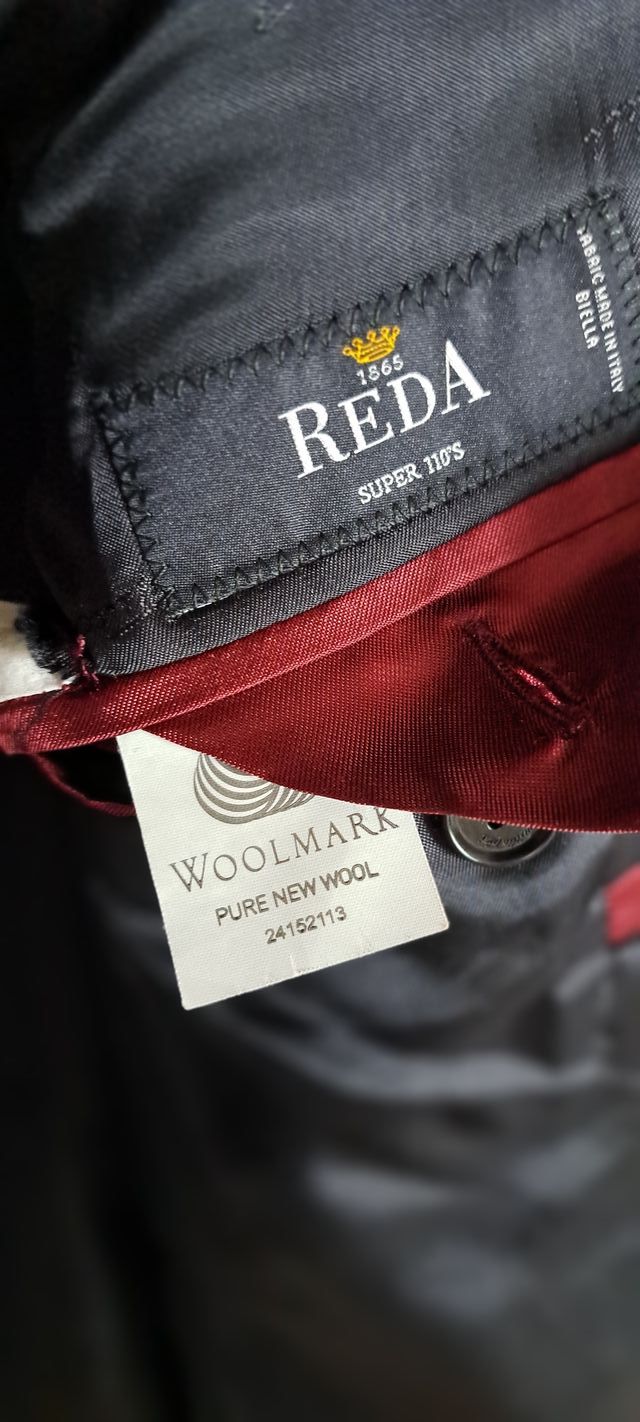 1865
REDA
SUPER 110'S
FABRIC MADE IN ITALY
BIELLA
WOOLMARK
PURE NEW WOOL
24152113